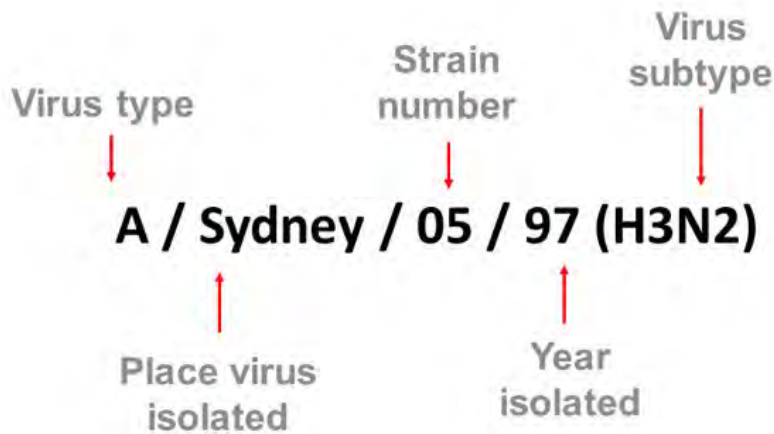 Virus type
Strain
number
Virus
subtype
A / Sydney / 05 / 97 (H3N2)
Place virus
isolated
Year
isolated